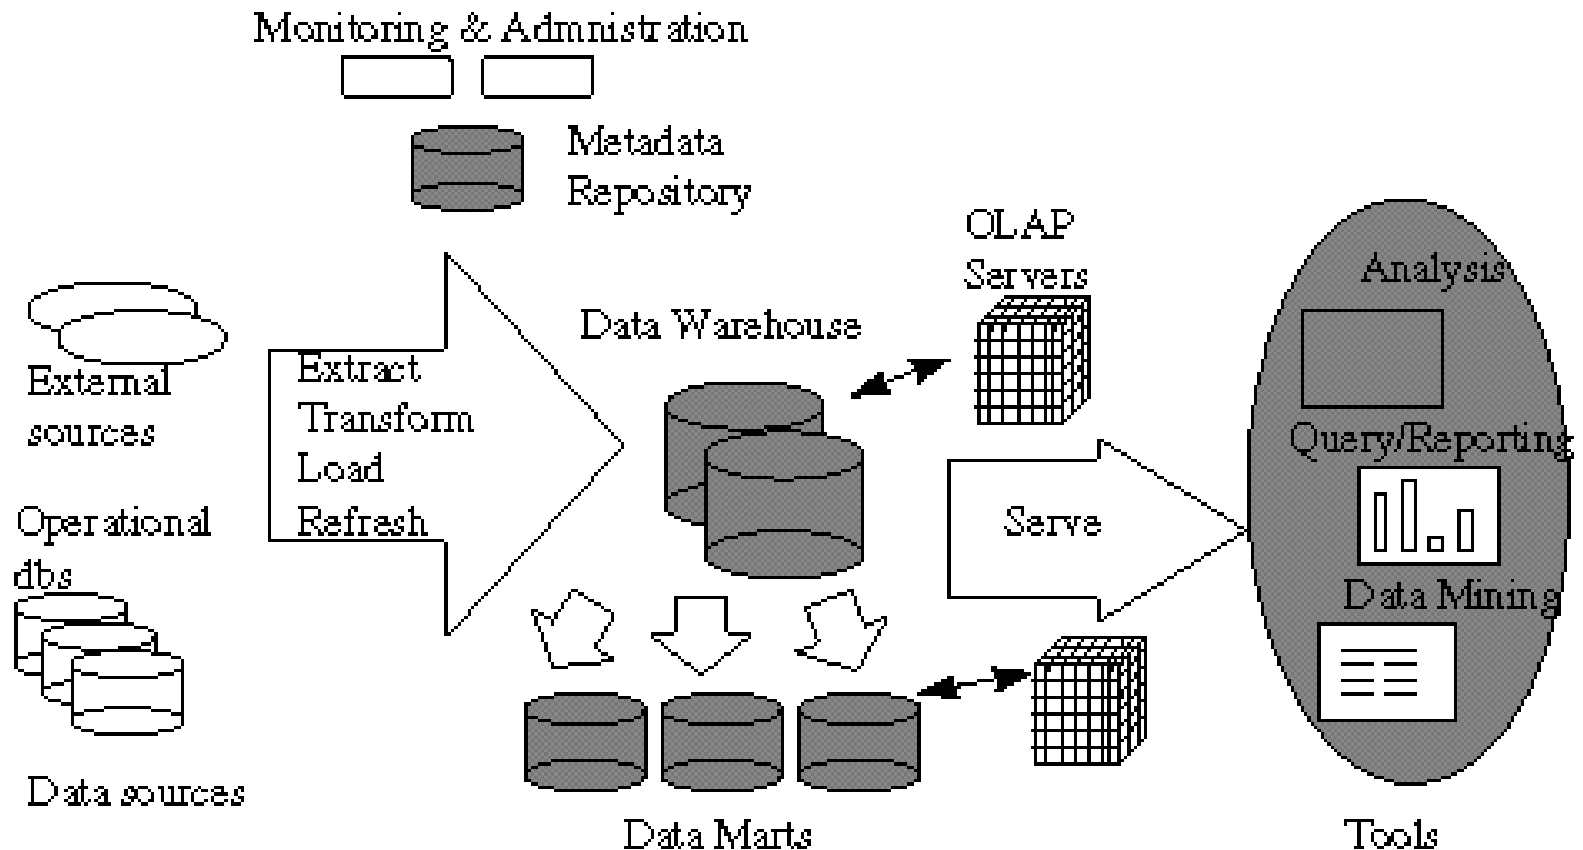 Monitoring & Admnistration
Metadata
Repository
OLAP
Servers
Analysis
Data Warehouse
External
sources
Extract
Transform
Load
Refresh
Query/Reporting
Serve
Operational
dbs
Data Mining
Data sources
Data Marts
Tools